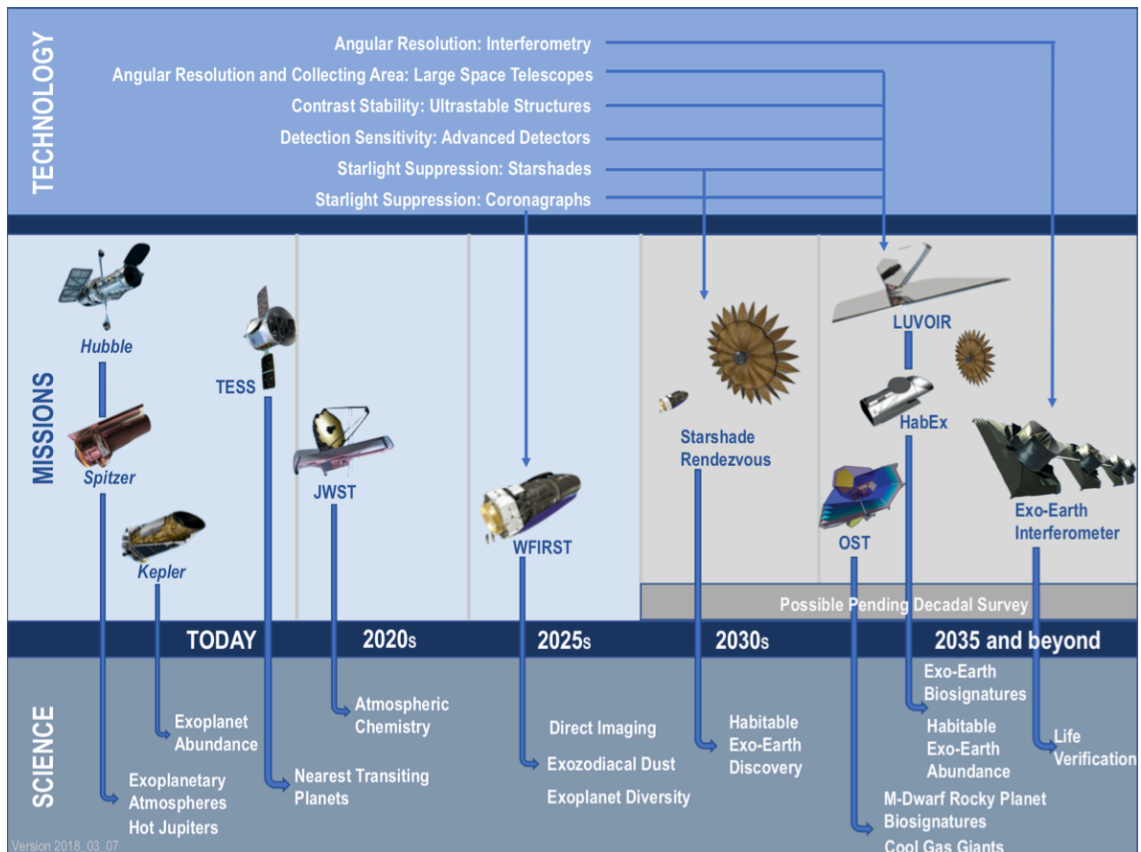 TECHNOLOGY
Angular Resolution: Interferometry
Angular Resolution and Collecting Area: Large Space Telescopes
Contrast Stability: Ultrastable Structures
Detection Sensitivity: Advanced Detectors
Starlight Suppression: Starshades
Starlight Suppression: Coronagraphs
MISSIONS
Hubble
TESS
Spitzer
Kepler
JWST
WFIRST
Starshade
Rendezvous
LUVOIR
HabEx
OST
Exo-Earth
Interferometer
Possible Pending Decadal Survey
TODAY
2020s
2025s
2030s
2035 and beyond
SCIENCE
Exoplanet
Abundance
Exoplanetary
Atmospheres
Hot Jupiters
Nearest Transiting
Planets
Atmospheric
Chemistry
Direct Imaging
Exozodiacal Dust
Exoplanet Diversity
Habitable
Exo-Earth
Discovery
Exo-Earth
Biosignatures
Habitable
Exo-Earth
Abundance
M-Dwarf Rocky Planet
Biosignatures
Cool Gas Giants
Life
Verification
Version 2018_03_07